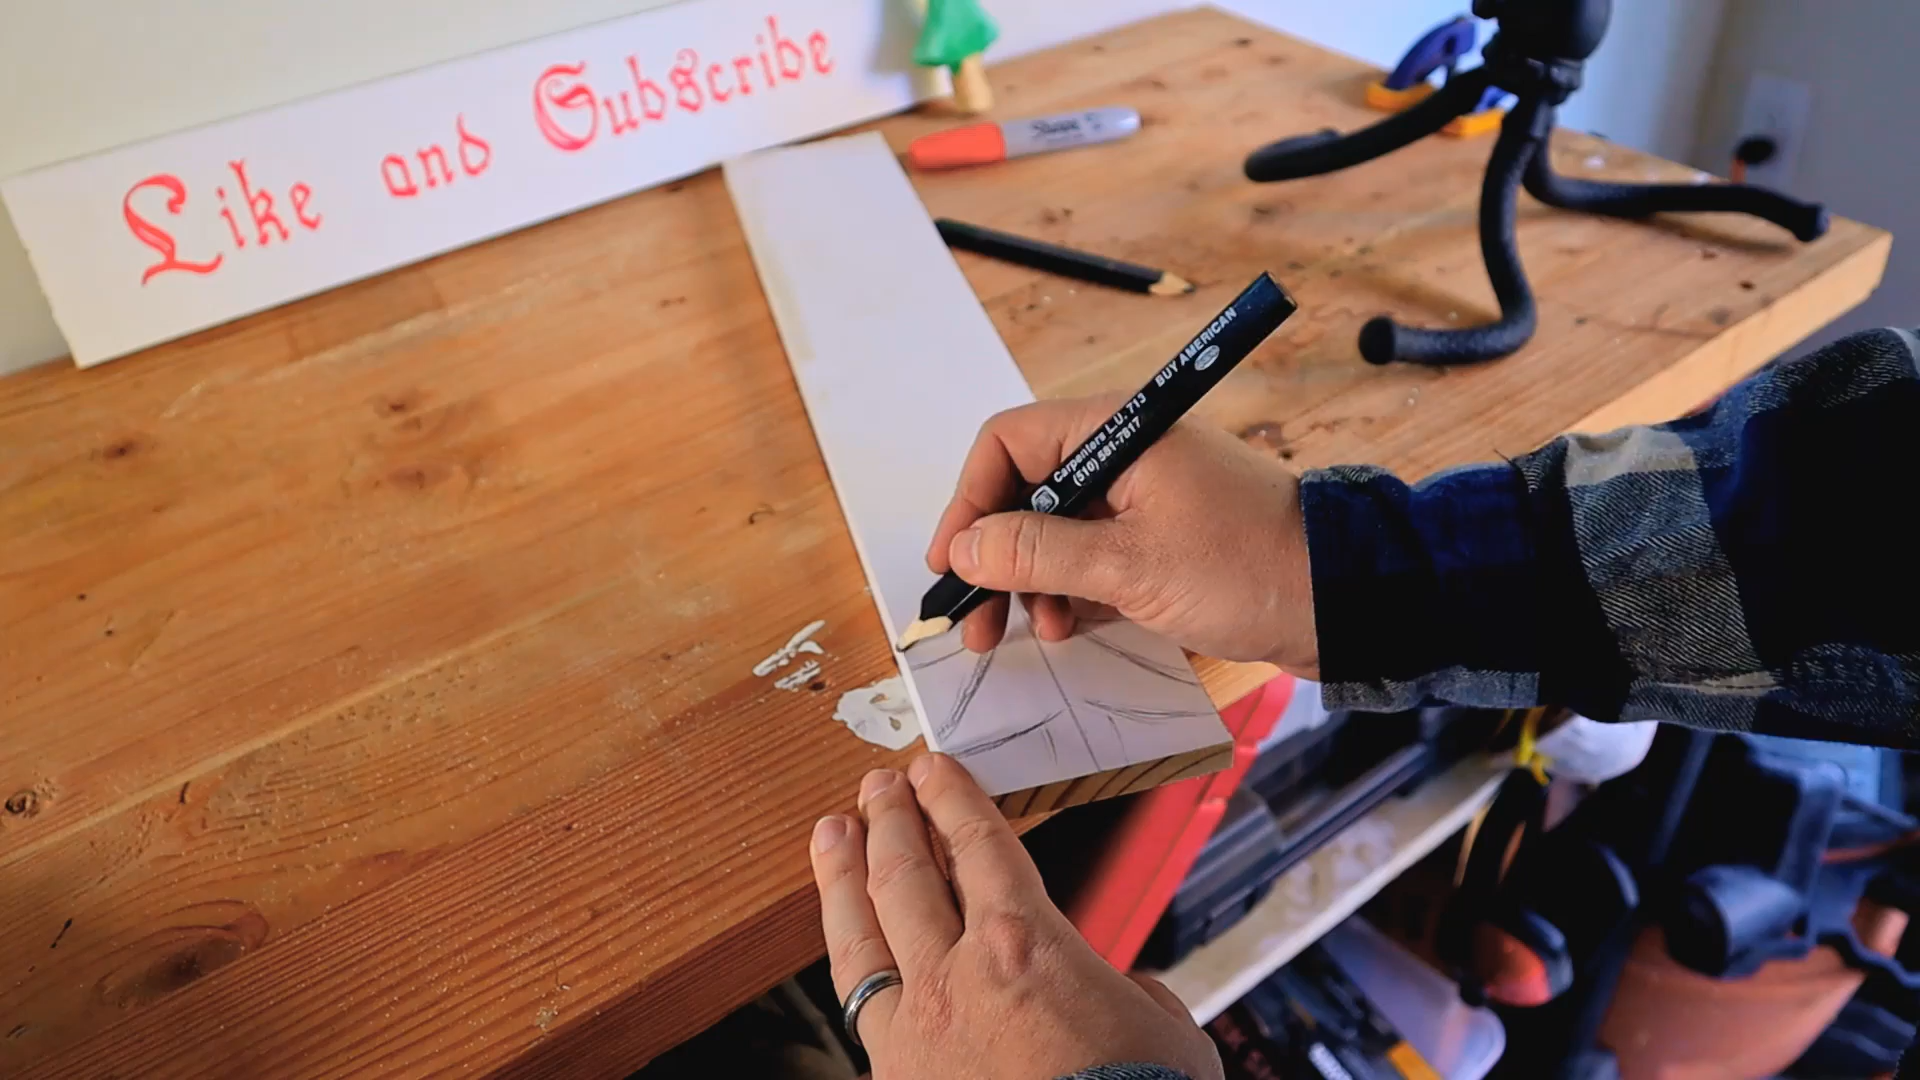 Like and Subscribe
Sharpie
BUY AMERICAN
Carpenters L.U. 713
(510) 581-7817